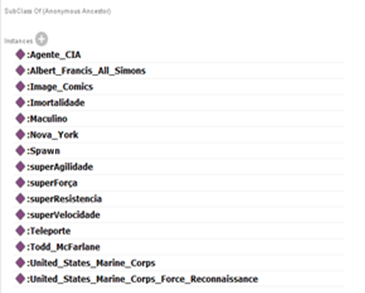 SubClass Of (Anonymous Ancestor)
Instances
:Agente_CIA
:Albert_Francis_All_Simons
:Image_Comics
:Imortalidade
:Maculino
:Nova_York
:Spawn
:superAgilidade
:superForça
:superResistencia
:superVelocidade
:Teleporte
:Todd_McFarlane
:United_States_Marine_Corps
:United_States_Marine_Corps_Force_Reconnaissance